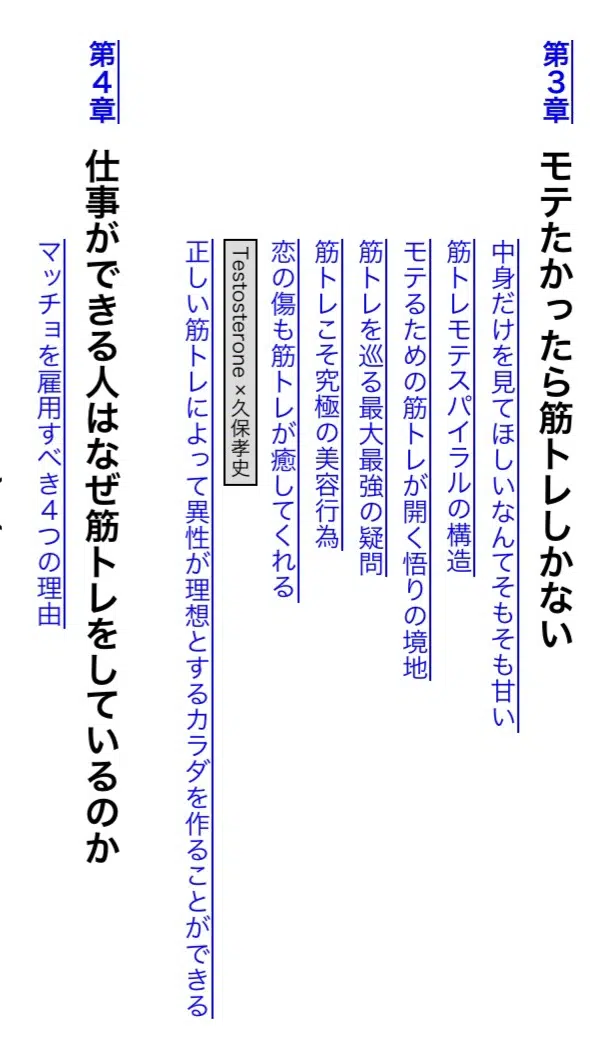 第3章 モテたかったら筋トレしかない
中身だけを見てほしいなんてそもそも甘い
筋トレモテスパイラルの構造
モテるための筋トレが開く悟りの境地
筋トレを巡る最大最強の疑問
筋トレこそ究極の美容行為
恋の傷も筋トレが癒してくれる
Testosterone×久保孝史
正しい筋トレによって異性が理想とするカラダを作ることができる
第4章 仕事ができる人はなぜ筋トレをしているのか
マッチョを雇用すべき4つの理由